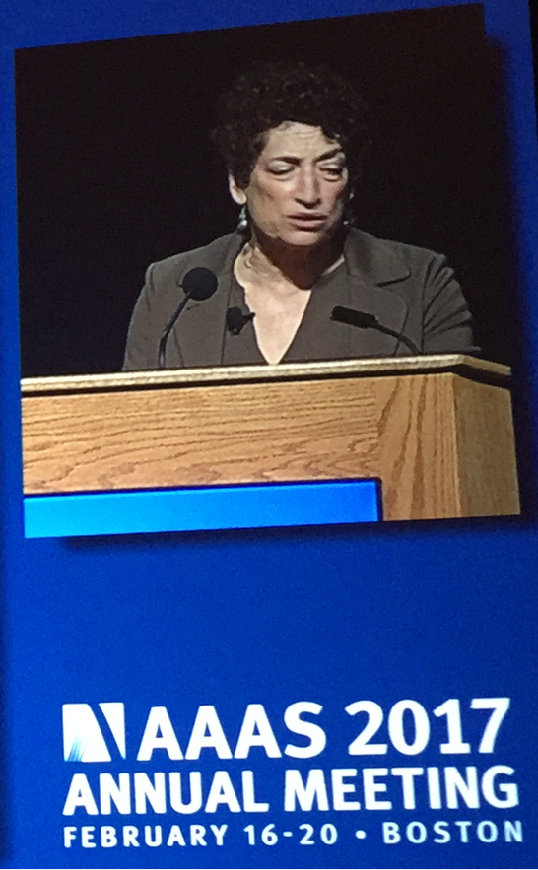 AAAS 2017
ANNUAL MEETING
FEBRUARY 16-20 • BOSTON